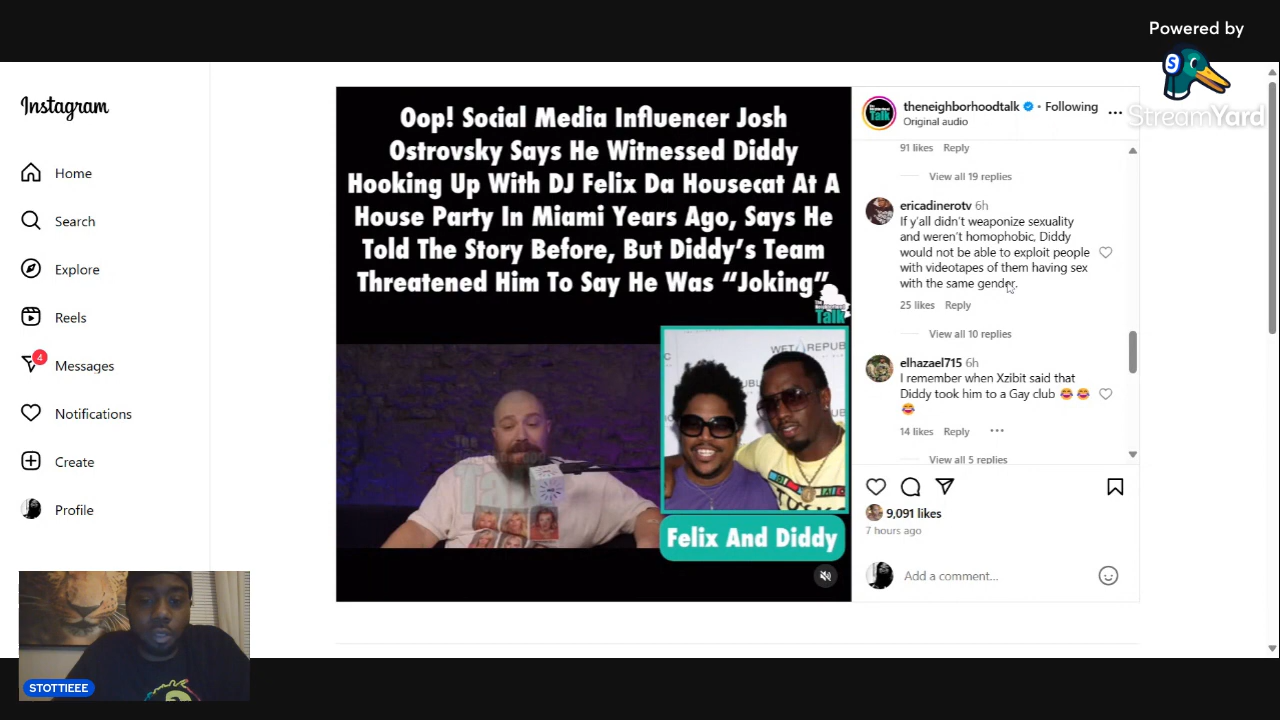 Powered by
S
StreamYard
Instagram
Home
Search
Explore
Reels
4
Messages
Notifications
Create
Profile
Oop! Social Media Influencer Josh
Ostrovsky Says He Witnessed Diddy
Hooking Up With DJ Felix Da Housecat At A
House Party In Miami Years Ago, Says He
Told The Story Before, But Diddy's Team
Threatened Him To Say He Was "Joking"
The
Neighborhood
Talk
WET REPUB
Felix And Diddy
theneighborhoodtalk • Following
Original audio
91 likes Reply
View all 19 replies
ericadinerotv 6h
If y'all didn't weaponize sexuality
and weren't homophobic, Diddy
would not be able to exploit people
with videotapes of them having sex
with the same gender.
25 likes Reply
View all 10 replies
elhazael715 6h
I remember when Xzibit said that
Diddy took him to a Gay club 😂 😂
😂
14 likes Reply
View all 5 replies
9,091 likes
7 hours ago
Add a comment...
STOTTIEEE